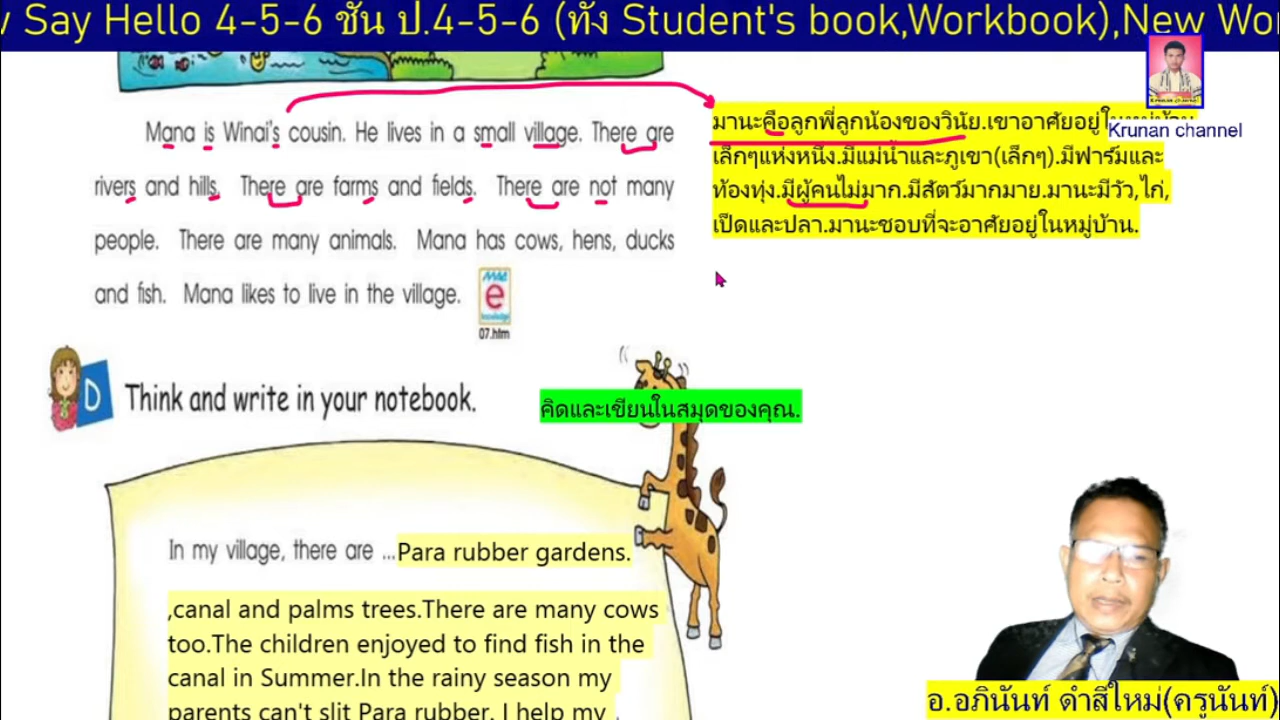 Say Hello 4-5-6 ชั้น ป.4-5-6 (ทั้ง Student's book,Workbook),New Wo
Mana is Winai's cousin. He lives in a small village. There are
rivers and hills. There are farms and fields. There are not many
people. There are many animals. Mana has cows, hens, ducks
and fish. Mana likes to live in the village.
e
07.htm
มานะคือลูกพี่ลูกน้องของวินัย.เขาอาศัยอยู่
เล็กๆแห่งหนึ่ง.มีแม่น้ำและภูเขา(เล็กๆ).มีฟาร์มและ
ท้องทุ่ง.มีผู้คนไม่มาก.มีสัตว์มากมาย.มานะมีวัว,ไก่,
เป็ดและปลา.มานะชอบที่จะอาศัยอยู่ในหมู่บ้าน.
Krunan channel
D Think and write in your notebook.
คิดและเขียนในสมุดของคุณ.
In my village, there are ...Para rubber gardens.
,canal and palms trees.There are many cows
too.The children enjoyed to find fish in the
canal in Summer.In the rainy season my
parents can't slit Para rubber. I help my
อ.อภินันท์ ดำสีใหม่(ครูนันท์)